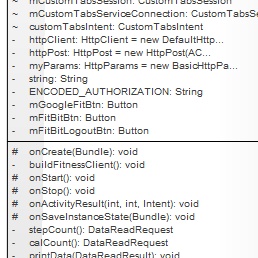 ~ mCustomTabsSession: CustomTabsSession
~ mCustomTabsServiceConnection: CustomTabsSe
~ customTabsIntent: CustomTabsIntent
- httpClient: HttpClient = new DefaultHttp...
- httpPost: HttpPost = new HttpPost(AC...
- myParams: HttpParams = new BasicHttpPa...
- string: String
- ENCODED_AUTHORIZATION: String
- mGoogleFitBtn: Button
- mFitBitBtn: Button
- mFitBitLogoutBtn: Button
# onCreate(Bundle): void
- buildFitnessClient(): void
# onStart(): void
# onStop(): void
# onActivityResult(int, int, Intent): void
# onSaveInstanceState(Bundle): void
- stepCount(): DataReadRequest
- calCount(): DataReadRequest
- printData(DataReadResult): void